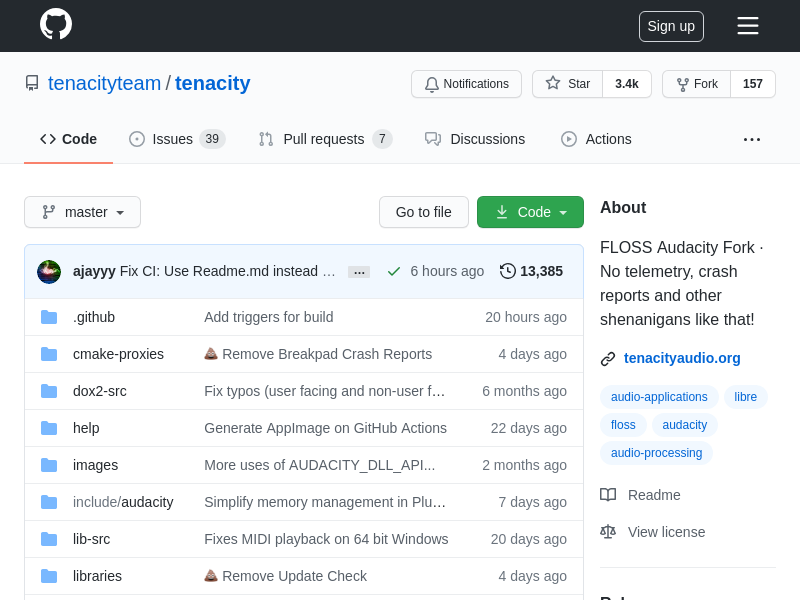 Sign up
tenacityteam / tenacity
Notifications
Star 3.4k
Fork 157
Code
Issues 39
Pull requests 7
Discussions
Actions
master
Go to file
Code
ajayyy Fix CI: Use Readme.md instead … 6 hours ago 13,385
.github Add triggers for build 20 hours ago
cmake-proxies 💩 Remove Breakpad Crash Reports 4 days ago
dox2-src Fix typos (user facing and non-user f… 6 months ago
help Generate AppImage on GitHub Actions 22 days ago
images More uses of AUDACITY_DLL_API... 2 months ago
include/audacity Simplify memory management in Plu… 7 days ago
lib-src Fixes MIDI playback on 64 bit Windows 20 days ago
libraries 💩 Remove Update Check 4 days ago
About
FLOSS Audacity Fork ·
No telemetry, crash
reports and other
shenanigans like that!
tenacityaudio.org
audio-applications libre
floss audacity
audio-processing
Readme
View license